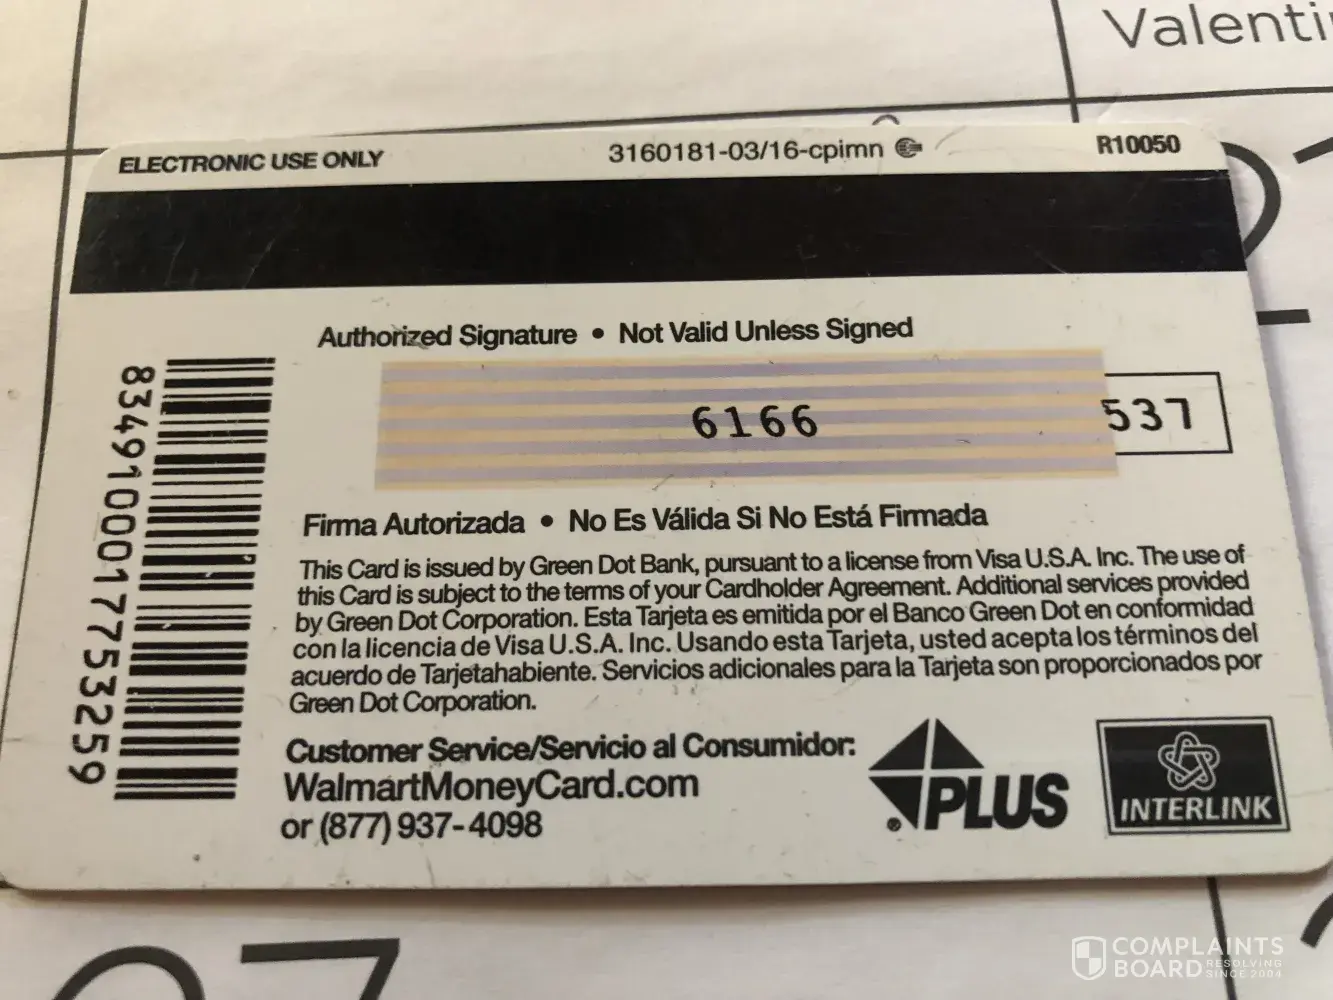 Valenti
ELECTRONIC USE ONLY
3160181-03/16-cpimn
R10050
Authorized Signature • Not Valid Unless Signed
6166
537
Firma Autorizada • No Es Válida Si No Está Firmada
This Card is issued by Green Dot Bank, pursuant to a license from Visa U.S.A. Inc. The use of
this Card is subject to the terms of your Cardholder Agreement. Additional services provided
by Green Dot Corporation. Esta Tarjeta es emitida por el Banco Green Dot en conformidad
con la licencia de Visa U.S.A. Inc. Usando esta Tarjeta, usted acepta los términos del
acuerdo de Tarjetahabiente. Servicios adicionales para la Tarjeta son proporcionados por
Green Dot Corporation.
Customer Service/Servicio al Consumidor:
WalmartMoneyCard.com
or (877) 937-4098
PLUS
INTERLINK
8349100017753259
COMPLAINTS
BOARD RESOLVING
SINCE 2004